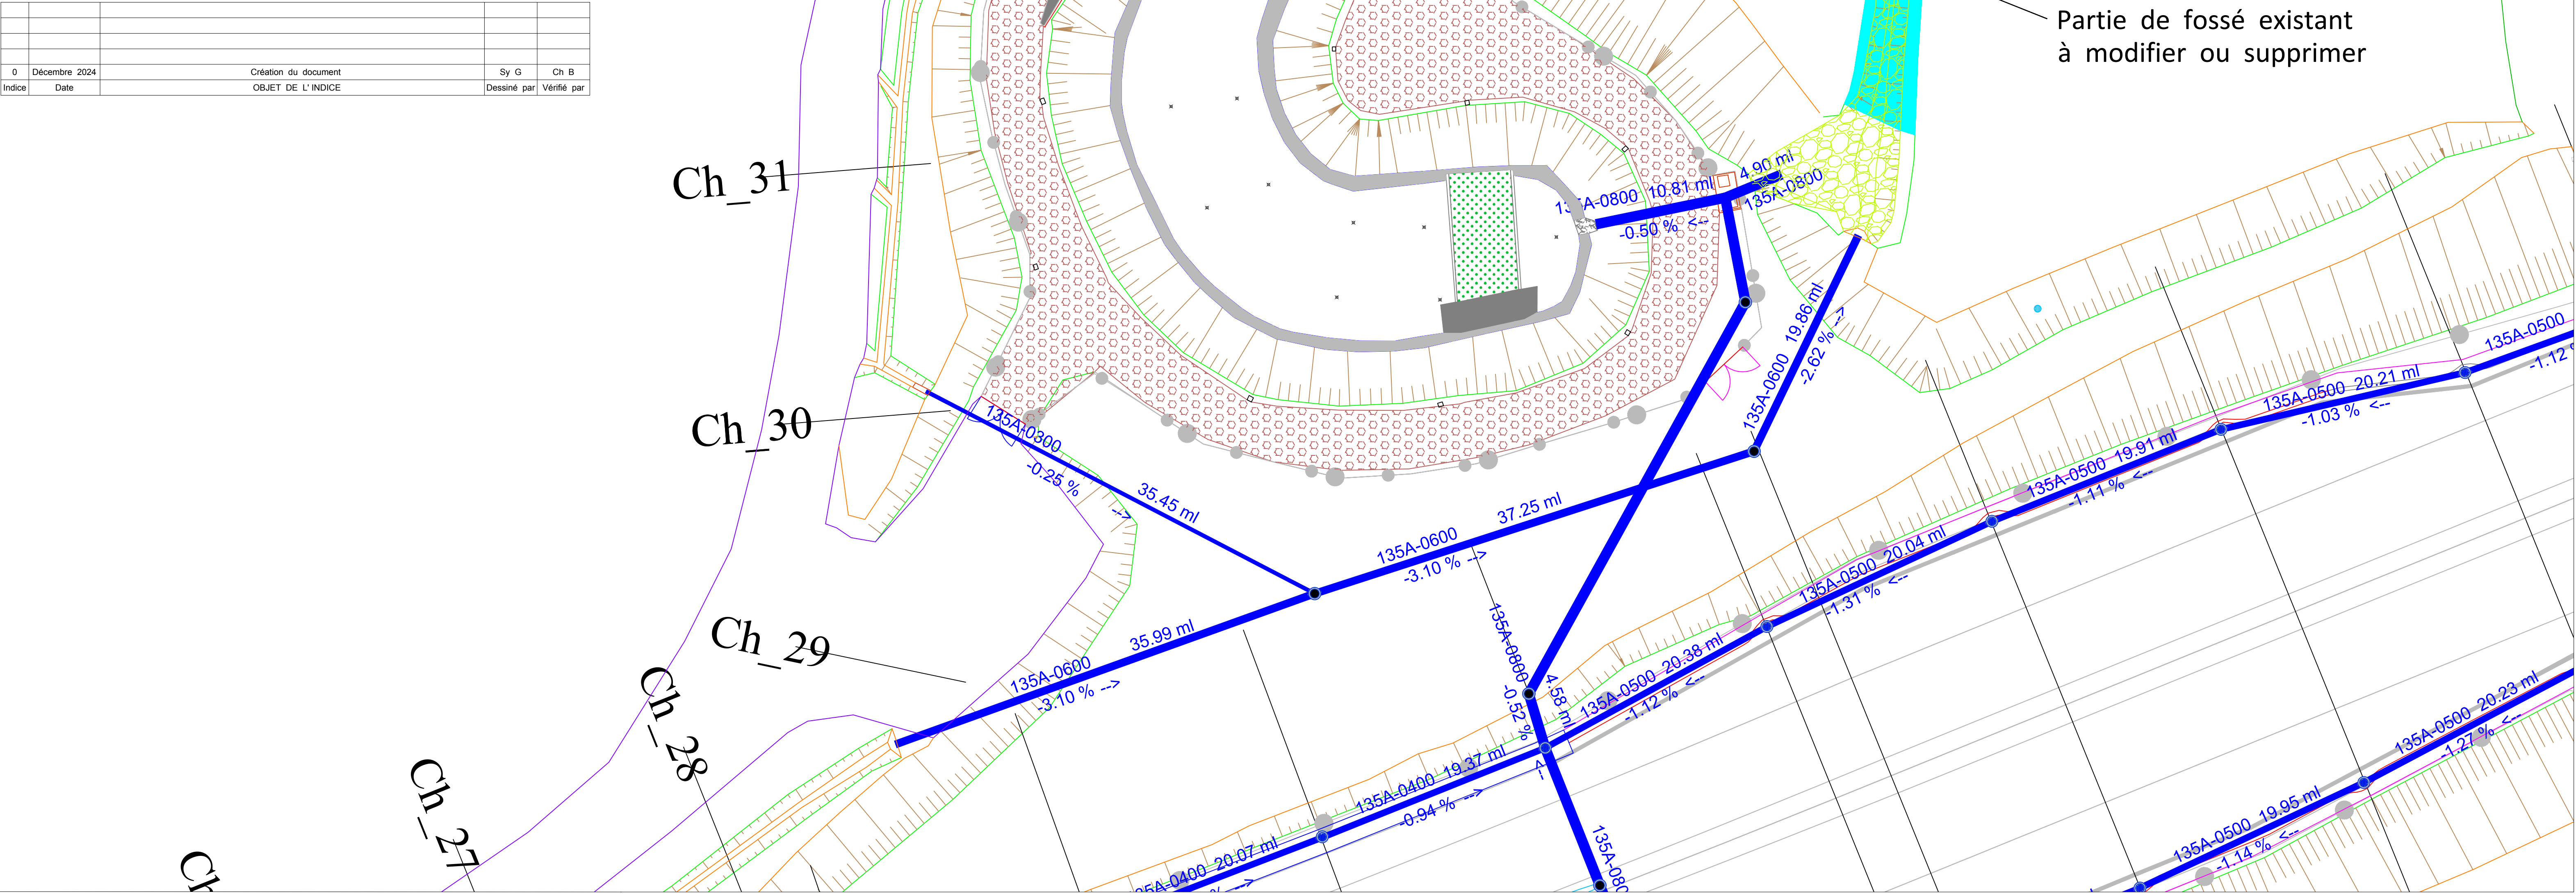 0 Décembre 2024 Création du document Sy G Ch B
Indice Date OBJET DE L' INDICE Dessiné par Vérifié par
Partie de fossé existant
à modifier ou supprimer
Ch_31
Ch_30
Ch_29
Ch_28
Ch_27
135A-0800 10.81 ml
-0.50 % <--
4.90 ml
135A-0800
135A-0600 19.86 ml
-2.62 % -->
135A-0300
35.45 ml
-0.25 % -->
135A-0600 37.25 ml
-3.10 % -->
135A-0600 35.99 ml
-3.10 % -->
135A-0500
135A-0500 20.21 ml
-1.03 % <--
135A-0500 19.91 ml
-1.11 % <--
135A-0500 20.04 ml
-1.31 % <--
135A-0500 20.38 ml
-1.12 % <--
135A-0800 4.58 ml
-0.52 % <--
135A-0400 19.37 ml
-0.94 % -->
20.07 ml
135A-0500 20.23 ml
-1.27 % <--
135A-0500 19.95 ml
-1.14 % <--